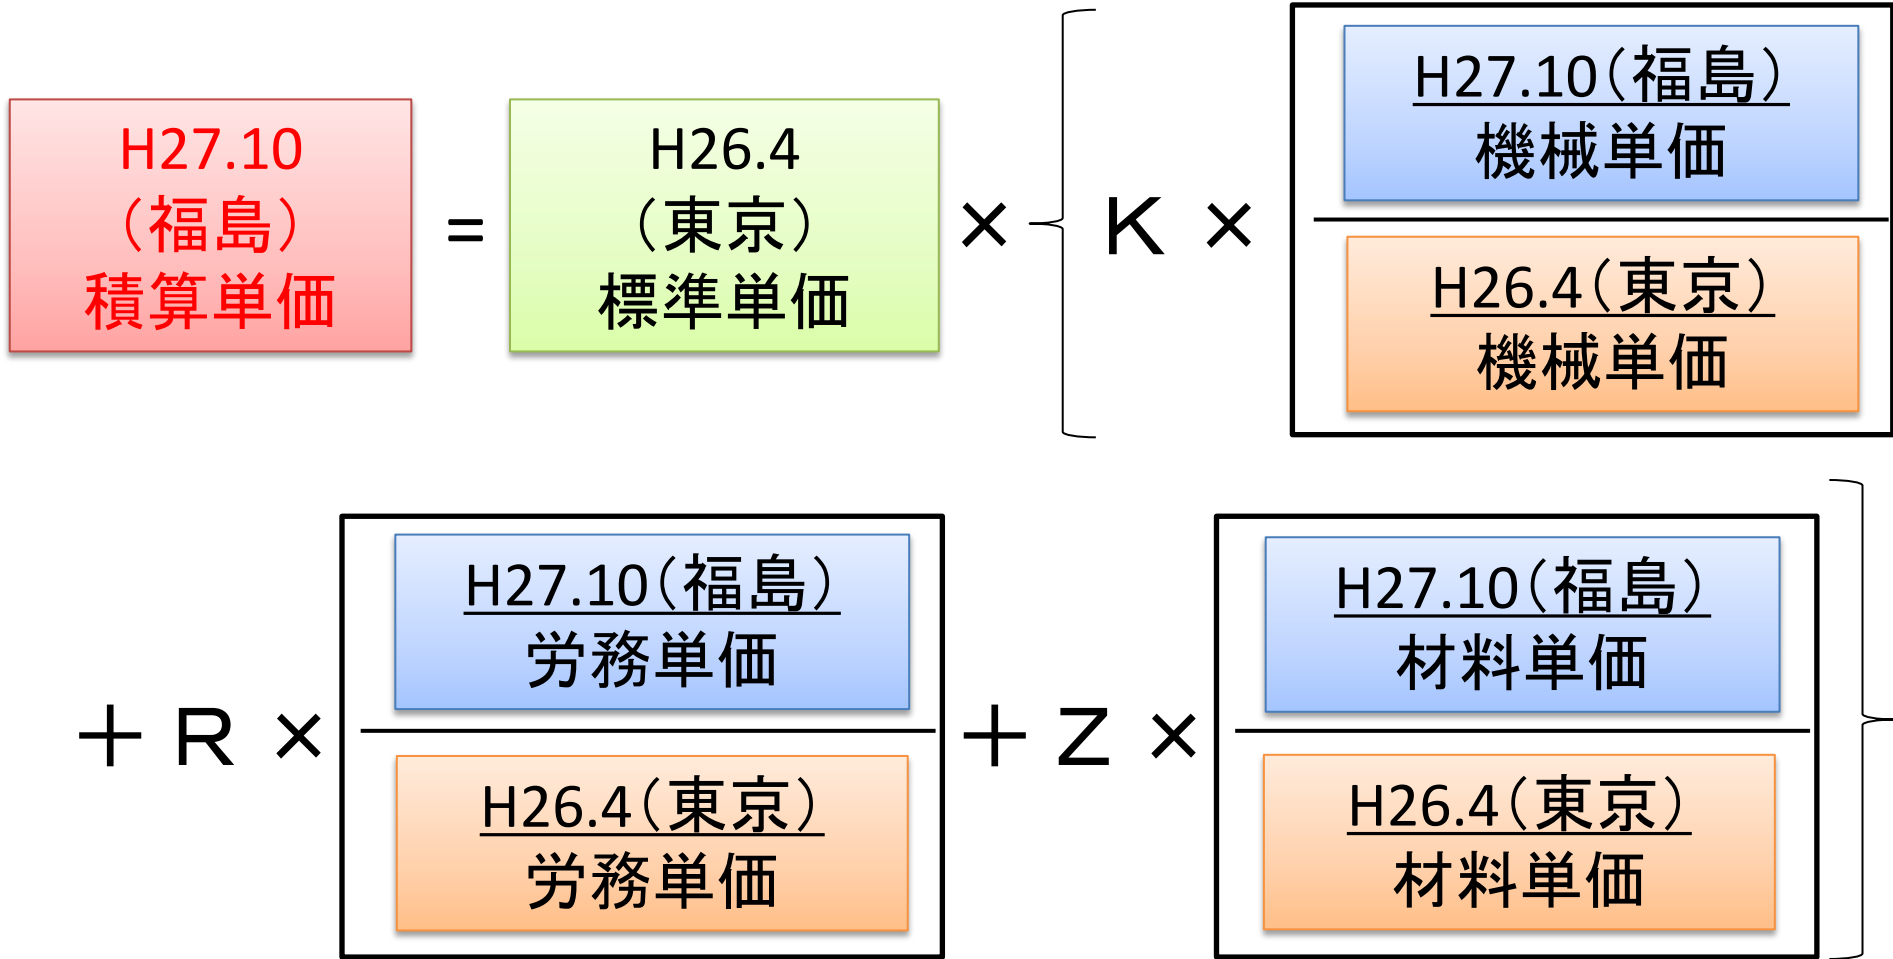 H27.10
（福島）
積算単価
=
H26.4
（東京）
標準単価
×
K ×
H27.10（福島）
機械単価
H26.4（東京）
機械単価
＋ R ×
H27.10（福島）
労務単価
H26.4（東京）
労務単価
＋ Z ×
H27.10（福島）
材料単価
H26.4（東京）
材料単価